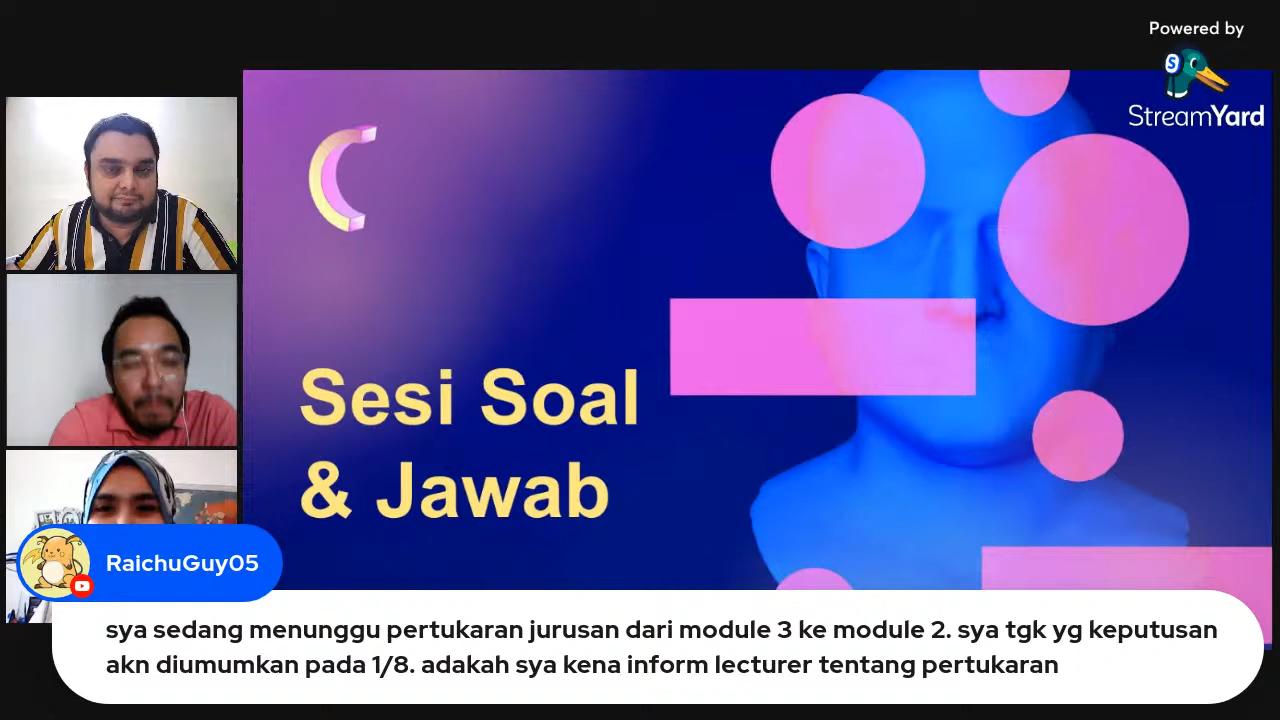 Powered by
StreamYard
Sesi Soal
& Jawab
RaichuGuy05
sya sedang menunggu pertukaran jurusan dari module 3 ke module 2. sya tgk yg keputusan
akn diumumkan pada 1/8. adakah sya kena inform lecturer tentang pertukaran